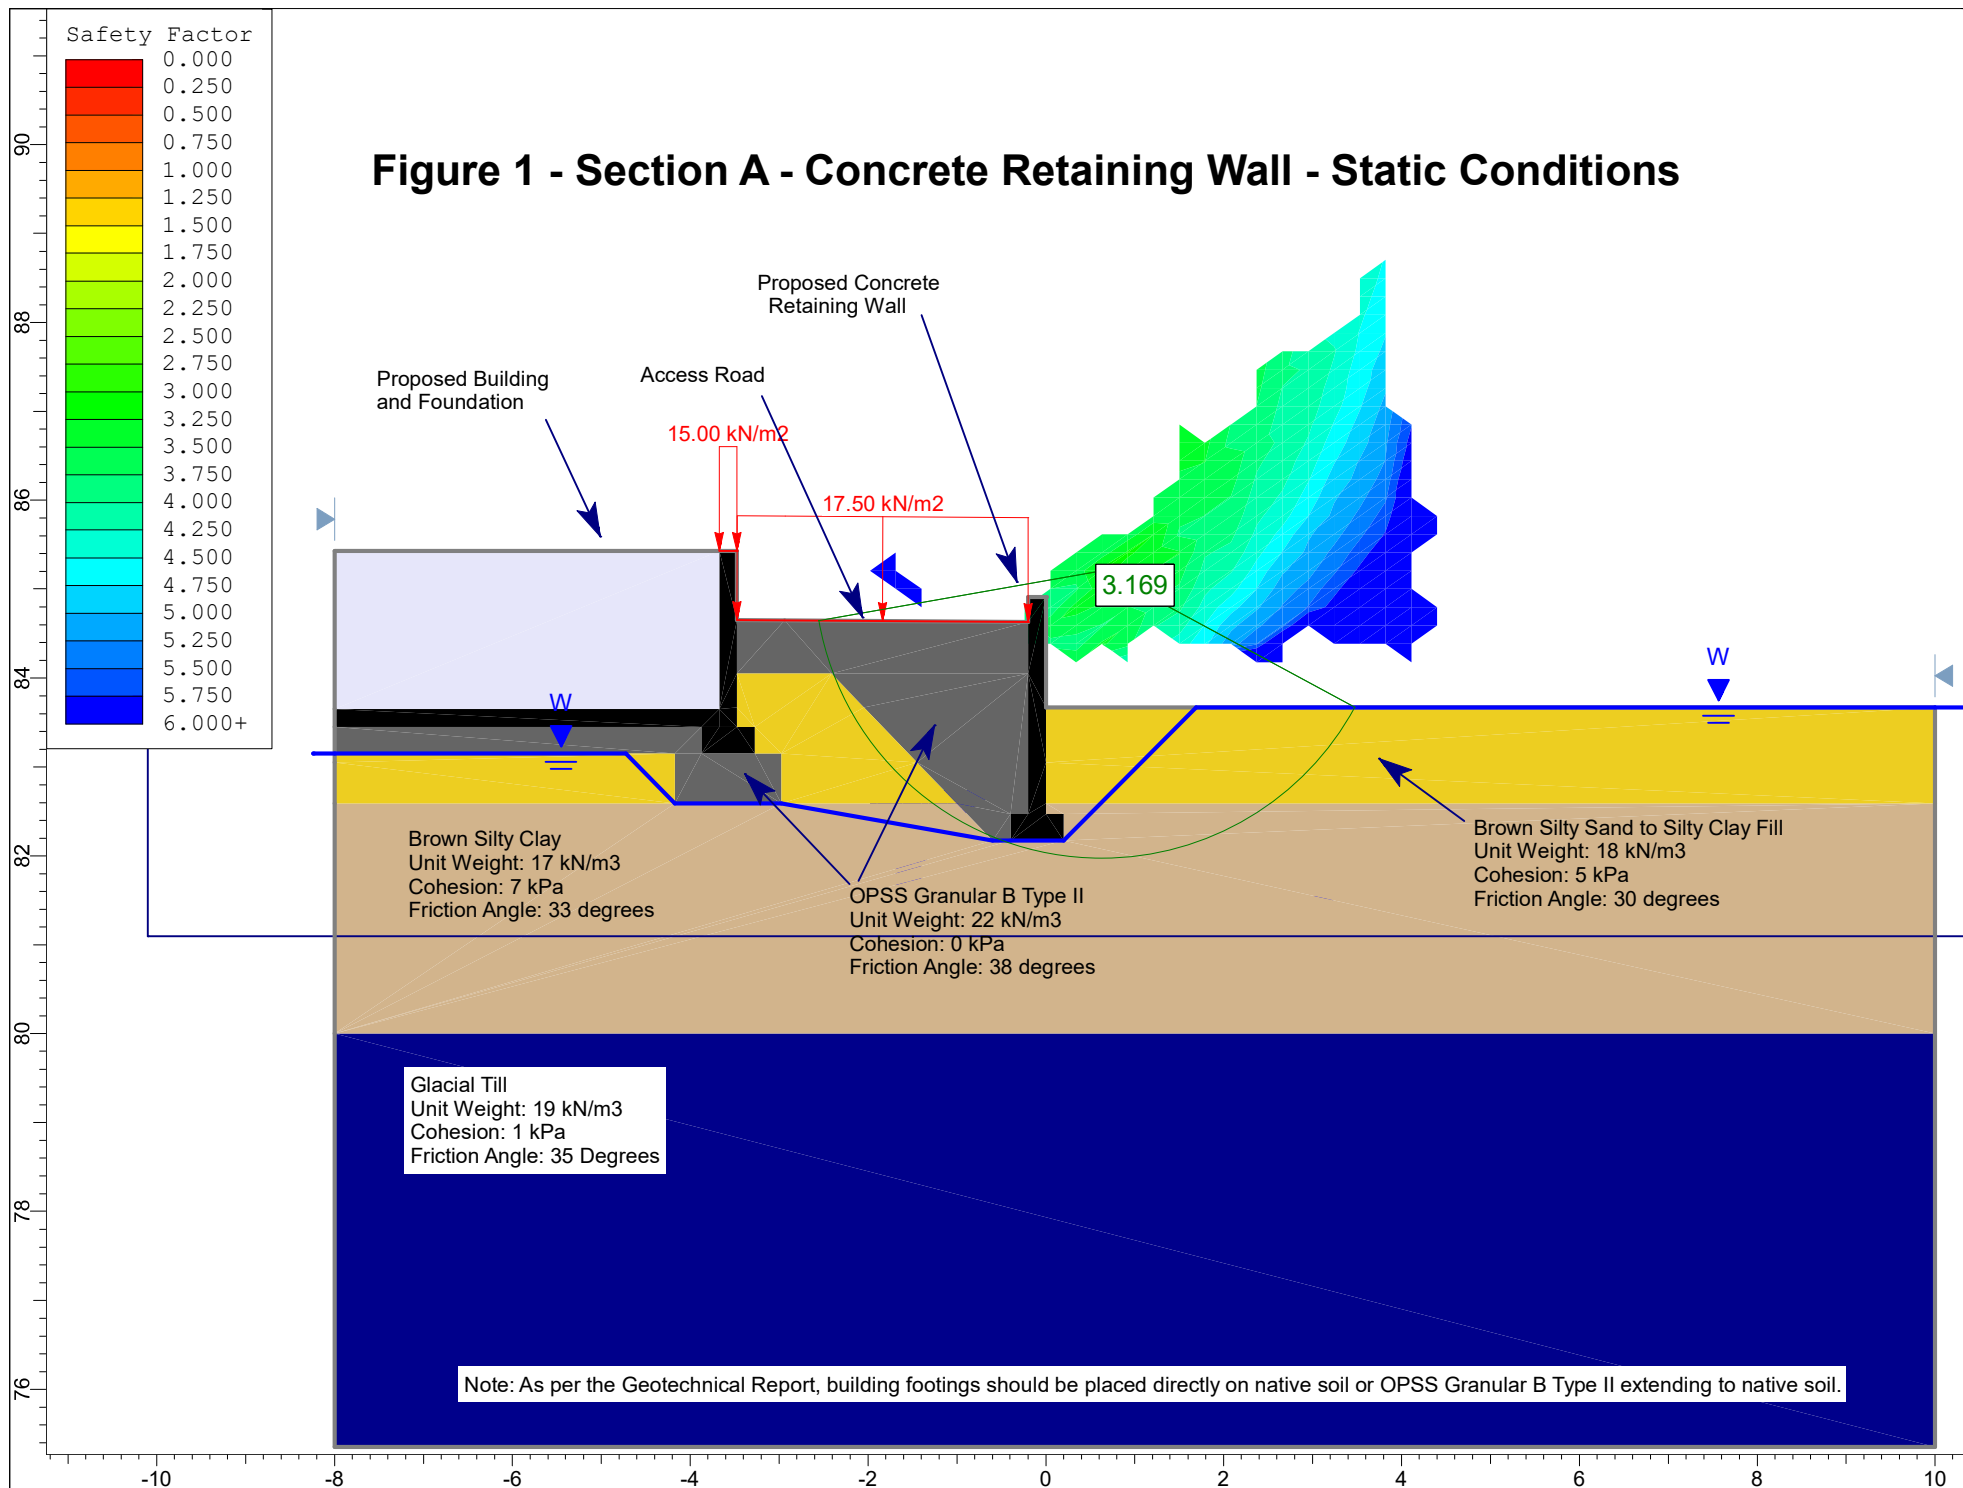 Safety Factor
0.000
0.250
0.500
0.750
1.000
1.250
1.500
1.750
2.000
2.250
2.500
2.750
3.000
3.250
3.500
3.750
4.000
4.250
4.500
4.750
5.000
5.250
5.500
5.750
6.000+
Figure 1 - Section A - Concrete Retaining Wall - Static Conditions
Proposed Concrete
Retaining Wall
Access Road
Proposed Building
and Foundation
15.00 kN/m2
17.50 kN/m2
3.169
W
W
Brown Silty Clay
Unit Weight: 17 kN/m3
Cohesion: 7 kPa
Friction Angle: 33 degrees
OPSS Granular B Type II
Unit Weight: 22 kN/m3
Cohesion: 0 kPa
Friction Angle: 38 degrees
Brown Silty Sand to Silty Clay Fill
Unit Weight: 18 kN/m3
Cohesion: 5 kPa
Friction Angle: 30 degrees
Glacial Till
Unit Weight: 19 kN/m3
Cohesion: 1 kPa
Friction Angle: 35 Degrees
Note: As per the Geotechnical Report, building footings should be placed directly on native soil or OPSS Granular B Type II extending to native soil.
90
88
86
84
82
80
78
76
-10 -8 -6 -4 -2 0 2 4 6 8 10